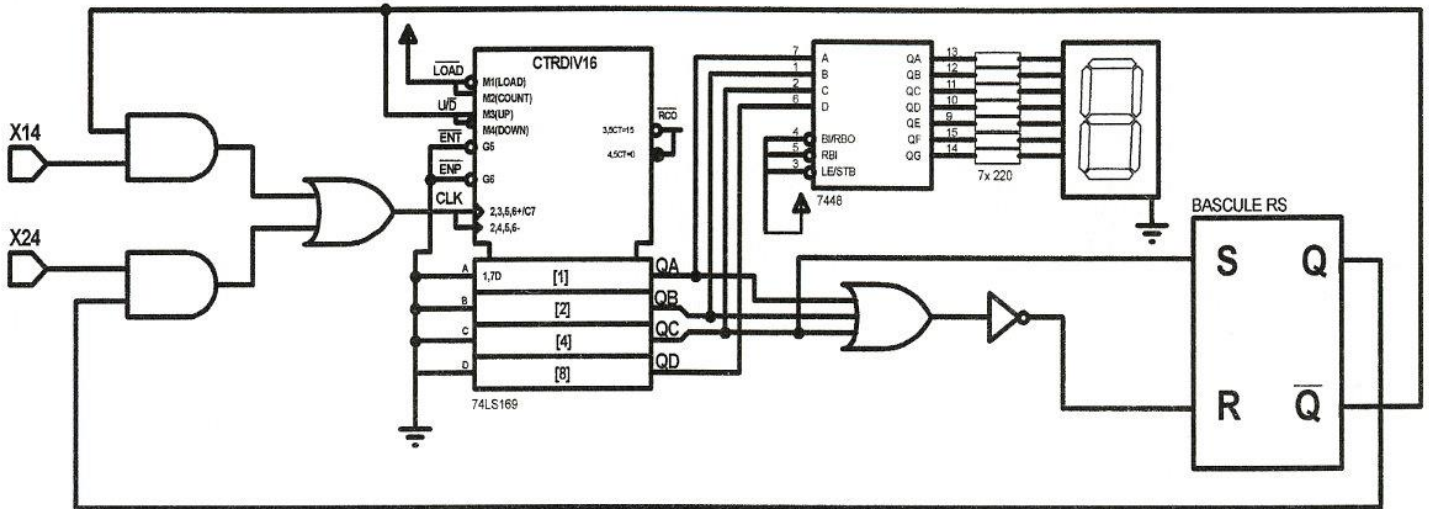 X14
X24
CTRDIV16
LOAD
M1(LOAD)
M2(COUNT)
U/D
M3(UP)
M4(DOWN)
ENT
G5
ENP
G6
CLK
2,3,5,6+/C7
2,4,5,6-
RCO
3,5CT=15
4,5CT=0
A
1,7D
[1]
QA
B
[2]
QB
C
[4]
QC
D
[8]
QD
74LS169
7
A
QA
13
1
B
QB
12
2
C
QC
11
6
D
QD
10
QE
9
4
BI/RBO
QF
15
5
RBI
QG
14
3
LE/STB
7448
7x 220
BASCULE RS
S
Q
R
Q